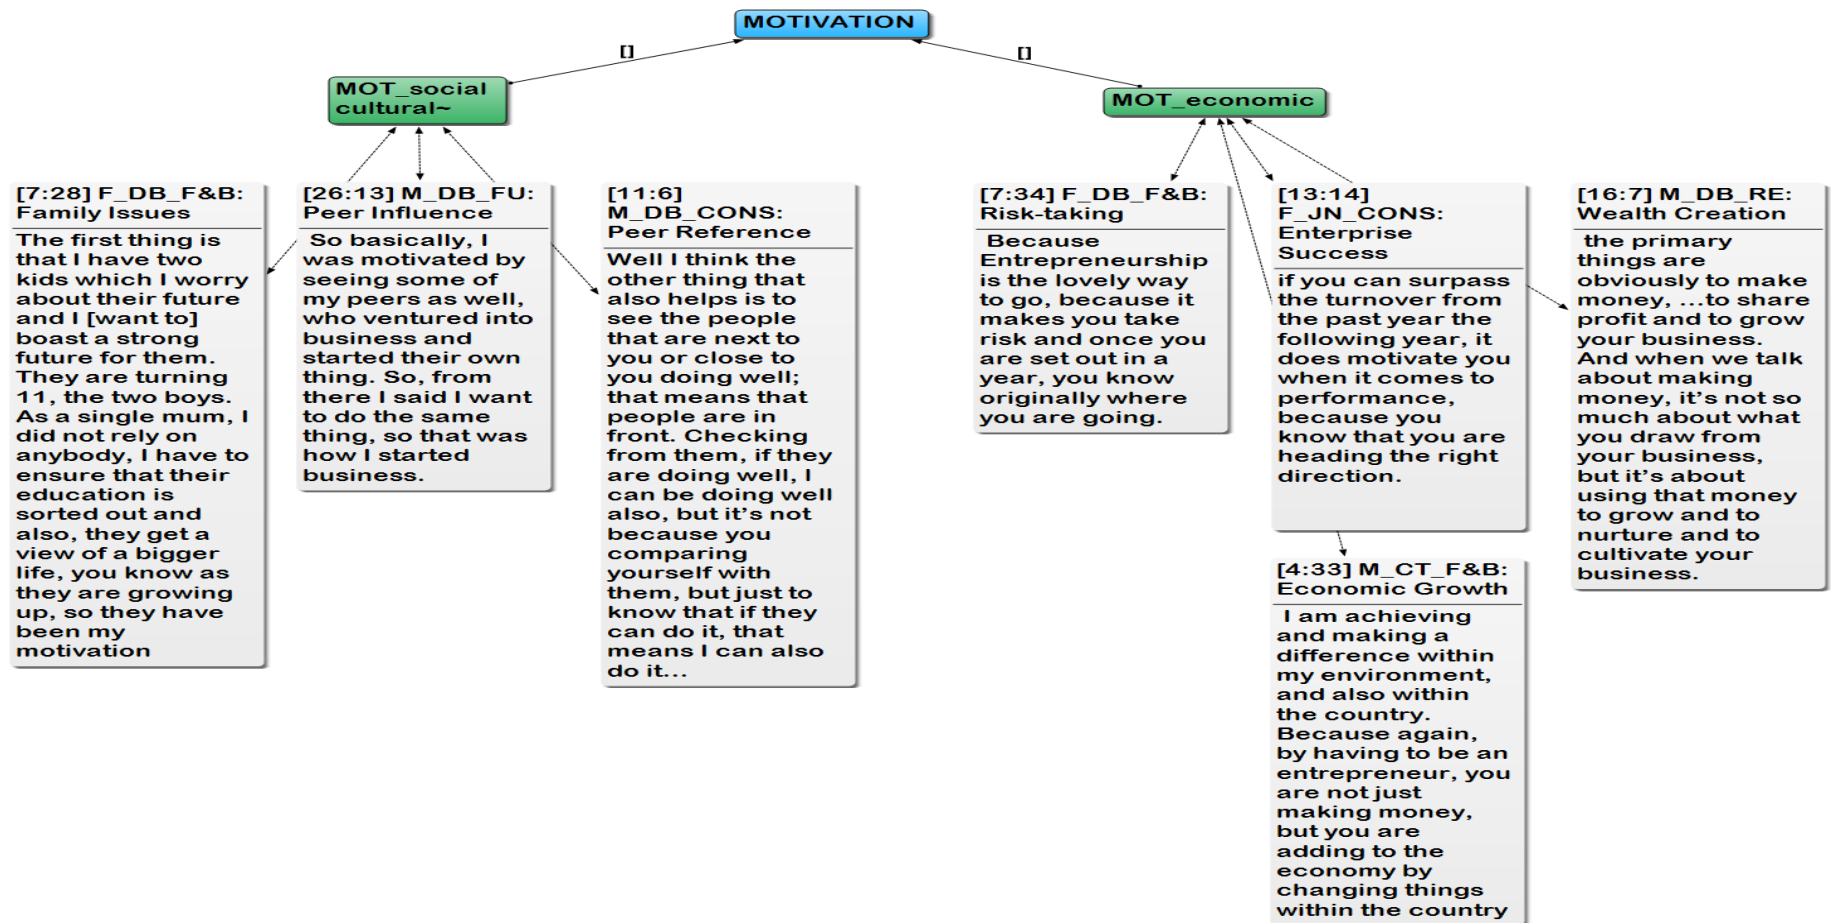 MOTIVATION
[]
[]
MOT_social
cultural~
MOT_economic
[7:28] F_DB_F&B:
Family Issues
The first thing is
that I have two
kids which I worry
about their future
and I [want to]
boast a strong
future for them.
They are turning
11, the two boys.
As a single mum, I
did not rely on
anybody, I have to
ensure that their
education is
sorted out and
also, they get a
view of a bigger
life, you know as
they are growing
up, so they have
been my
motivation
[26:13] M_DB_FU:
Peer Influence
So basically, I
was motivated by
seeing some of
my peers as well,
who ventured into
business and
started their own
thing. So, from
there I said I want
to do the same
thing, so that was
how I started
business.
[11:6]
M_DB_CONS:
Peer Reference
Well I think the
other thing that
also helps is to
see the people
that are next to
you or close to
you doing well;
that means that
people are in
front. Checking
from them, if they
are doing well, I
can be doing well
also, but it’s not
because you
comparing
yourself with
them, but just to
know that if they
can do it, that
means I can also
do it...
[7:34] F_DB_F&B:
Risk-taking
Because
Entrepreneurship
is the lovely way
to go, because it
makes you take
risk and once you
are set out in a
year, you know
originally where
you are going.
[13:14]
F_JN_CONS:
Enterprise
Success
if you can surpass
the turnover from
the past year the
following year, it
does motivate you
when it comes to
performance,
because you
know that you are
heading the right
direction.
[16:7] M_DB_RE:
Wealth Creation
the primary
things are
obviously to make
money, ...to share
profit and to grow
your business.
And when we talk
about making
money, it’s not so
much about what
you draw from
your business,
but it’s about
using that money
to grow and to
nurture and to
cultivate your
business.
[4:33] M_CT_F&B:
Economic Growth
I am achieving
and making a
difference within
my environment,
and also within
the country.
Because again,
by having to be an
entrepreneur, you
are not just
making money,
but you are
adding to the
economy by
changing things
within the country